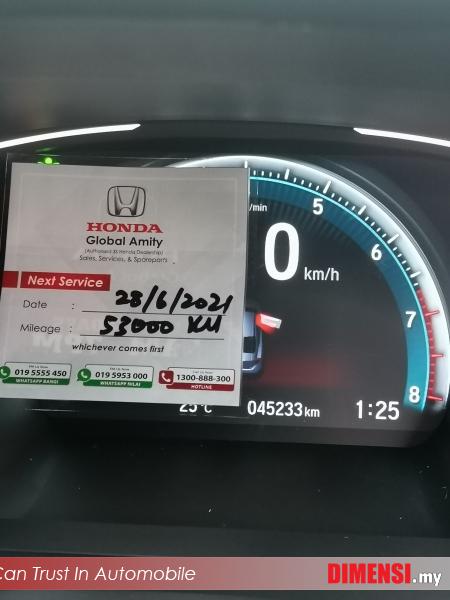 HONDA
Global Amity
(Authorised 3S Honda Dealership)
Sales, Services, & Spareparts
Next Service
Date : 28/6/2021
Mileage : 53000 KM
whichever comes first
019 5555 450
WHATSAPP BANGI
019 5953 000
WHATSAPP NILAI
1300-888-300
HOTLINE
/min
5
6
7
8
0 km/h
25°C
045233 km
1:25
Can Trust In Automobile
DIMENSI.my